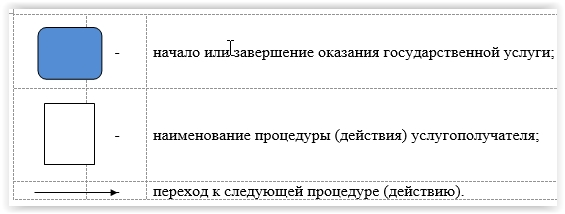 - начало или завершение оказания государственной услуги;
- наименование процедуры (действия) услугополучателя;
переход к следующей процедуре (действию).